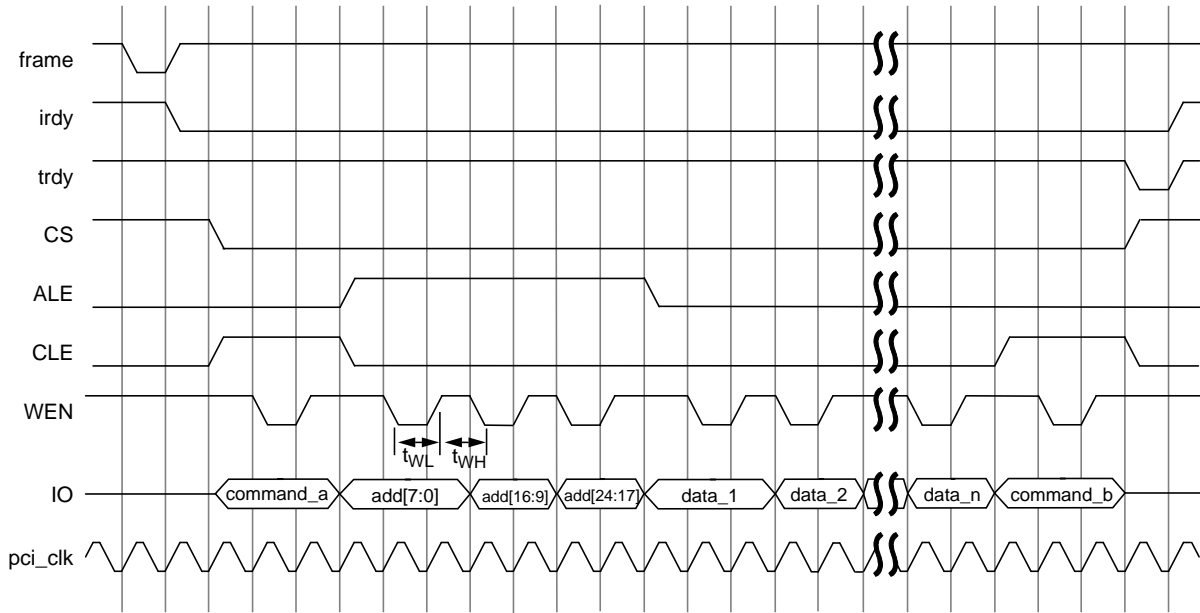 frame
irdy
trdy
CS
ALE
CLE
WEN
tWL tWH
IO command_a add[7:0] add[16:9] add[24:17] data_1 data_2 data_n command_b
pci_clk